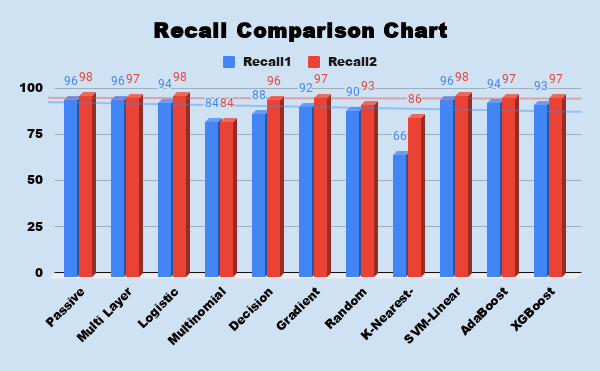 Recall Comparison Chart
Recall1 Recall2
96 98 96 97 94 98 84 84 88 96 92 97 90 93 66 86 96 98 94 97 93 97
100
75
50
25
0
Passive Multi Layer Logistic Multinomial Decision Gradient Random K-Nearest- SVM-Linear AdaBoost XGBoost